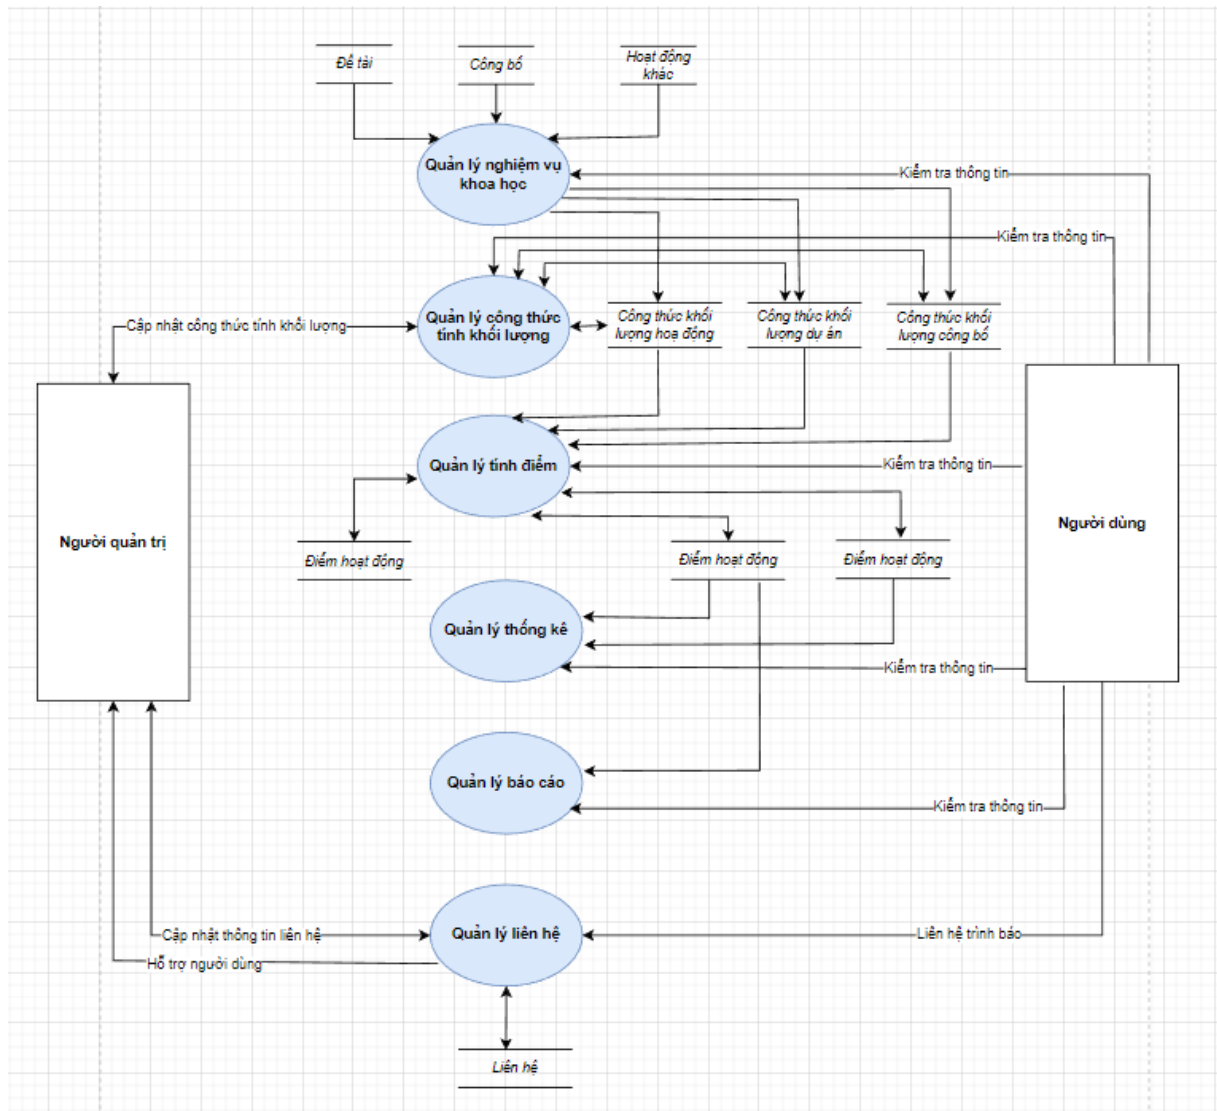 Đề tài
Công bố
Hoạt động
khác
Quản lý nghiệm vụ
khoa học
Kiểm tra thông tin
Kiểm tra thông tin
Cập nhật công thức tính khối lượng
Quản lý công thức
tính khối lượng
Công thức khối
lượng hoạ động
Công thức khối
lượng dự án
Công thức khối
lượng công bố
Quản lý tính điểm
Kiểm tra thông tin
Người quản trị
Người dùng
Điểm hoạt động
Điểm hoạt động
Điểm hoạt động
Quản lý thống kê
Kiểm tra thông tin
Quản lý báo cáo
Kiểm tra thông tin
Cập nhật thông tin liên hệ
Quản lý liên hệ
Liên hệ trình báo
Hỗ trợ người dùng
Liên hệ